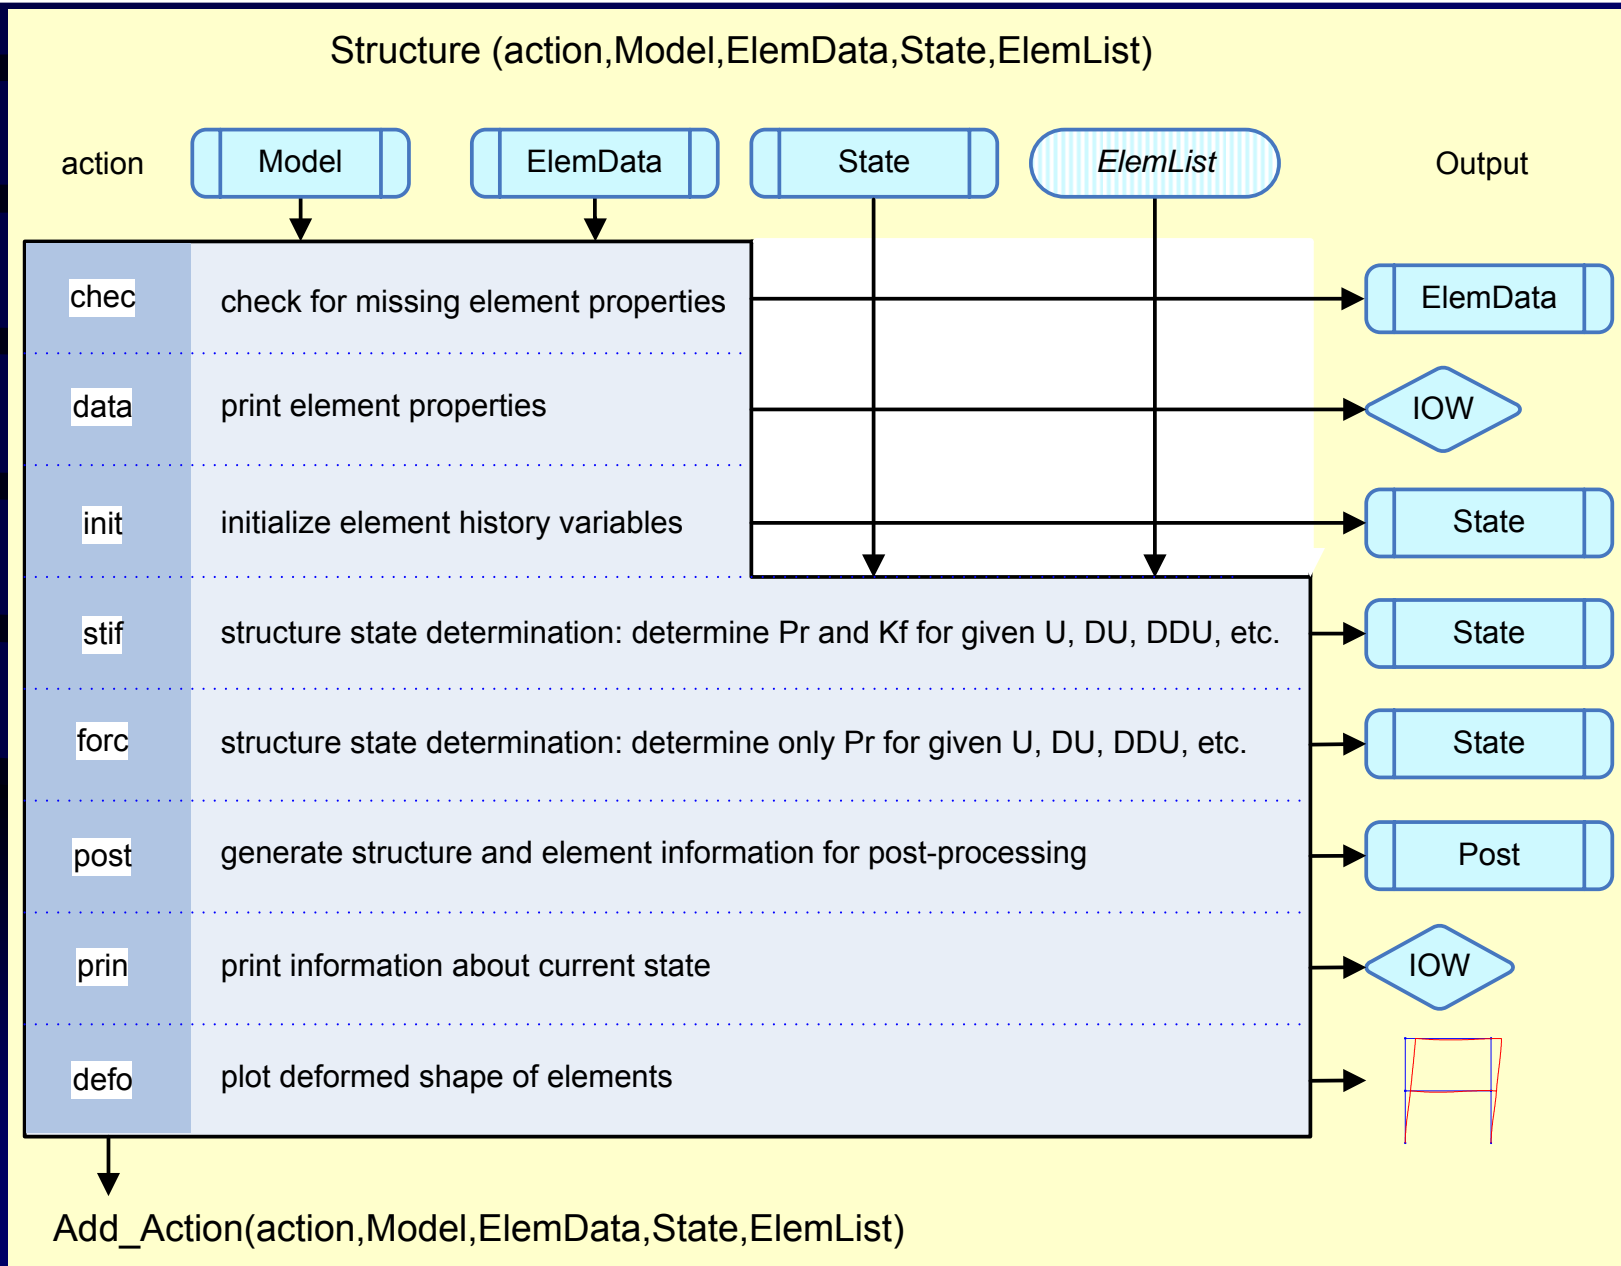 Structure (action,Model,ElemData,State,ElemList)
action Model ElemData State ElemList Output
chec check for missing element properties ElemData
data print element properties IOW
init initialize element history variables State
stif structure state determination: determine Pr and Kf for given U, DU, DDU, etc. State
forc structure state determination: determine only Pr for given U, DU, DDU, etc. State
post generate structure and element information for post-processing Post
prin print information about current state IOW
defo plot deformed shape of elements
Add_Action(action,Model,ElemData,State,ElemList)